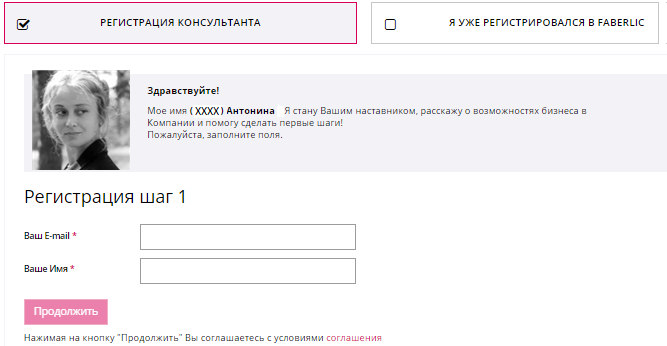 РЕГИСТРАЦИЯ КОНСУЛЬТАНТА
Я УЖЕ РЕГИСТРИРОВАЛСЯ В FABERLIC
Здравствуйте!
Мое имя ( XXXX ) Антонина Я стану Вашим наставником, расскажу о возможностях бизнеса в
Компании и помогу сделать первые шаги!
Пожалуйста, заполните поля.
Регистрация шаг 1
Ваш E-mail *
Ваше Имя *
Продолжить
Нажимая на кнопку "Продолжить" Вы соглашаетесь с условиями соглашения